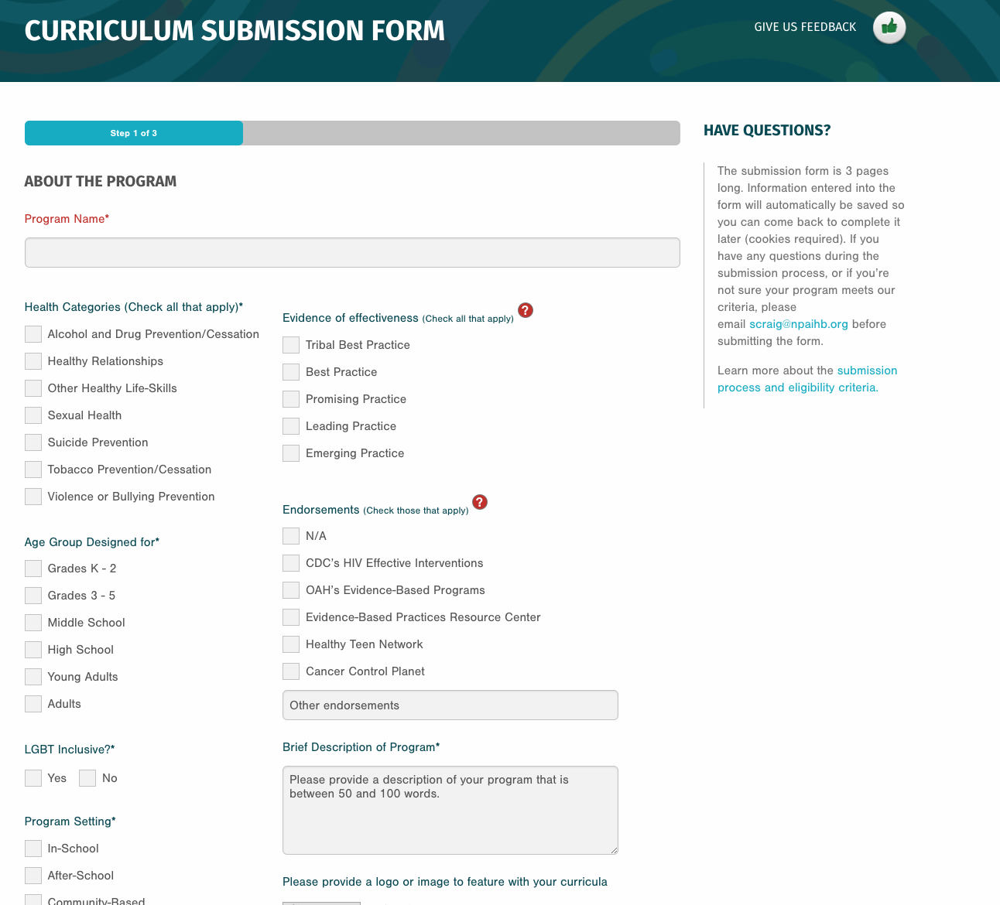 CURRICULUM SUBMISSION FORM
GIVE US FEEDBACK
Step 1 of 3
ABOUT THE PROGRAM
Program Name*
Health Categories (Check all that apply)*
Alcohol and Drug Prevention/Cessation
Healthy Relationships
Other Healthy Life-Skills
Sexual Health
Suicide Prevention
Tobacco Prevention/Cessation
Violence or Bullying Prevention
Age Group Designed for*
Grades K - 2
Grades 3 - 5
Middle School
High School
Young Adults
Adults
LGBT Inclusive?*
Yes No
Program Setting*
In-School
After-School
Community-Based
Evidence of effectiveness (Check all that apply) ?
Tribal Best Practice
Best Practice
Promising Practice
Leading Practice
Emerging Practice
Endorsements (Check those that apply) ?
N/A
CDC's HIV Effective Interventions
OAH's Evidence-Based Programs
Evidence-Based Practices Resource Center
Healthy Teen Network
Cancer Control Planet
Other endorsements
Brief Description of Program*
Please provide a description of your program that is
between 50 and 100 words.
Please provide a logo or image to feature with your curricula
HAVE QUESTIONS?
The submission form is 3 pages
long. Information entered into the
form will automatically be saved so
you can come back to complete it
later (cookies required). If you
have any questions during the
submission process, or if you're
not sure your program meets our
criteria, please
email scraig@npaihb.org before
submitting the form.
Learn more about the submission
process and eligibility criteria.